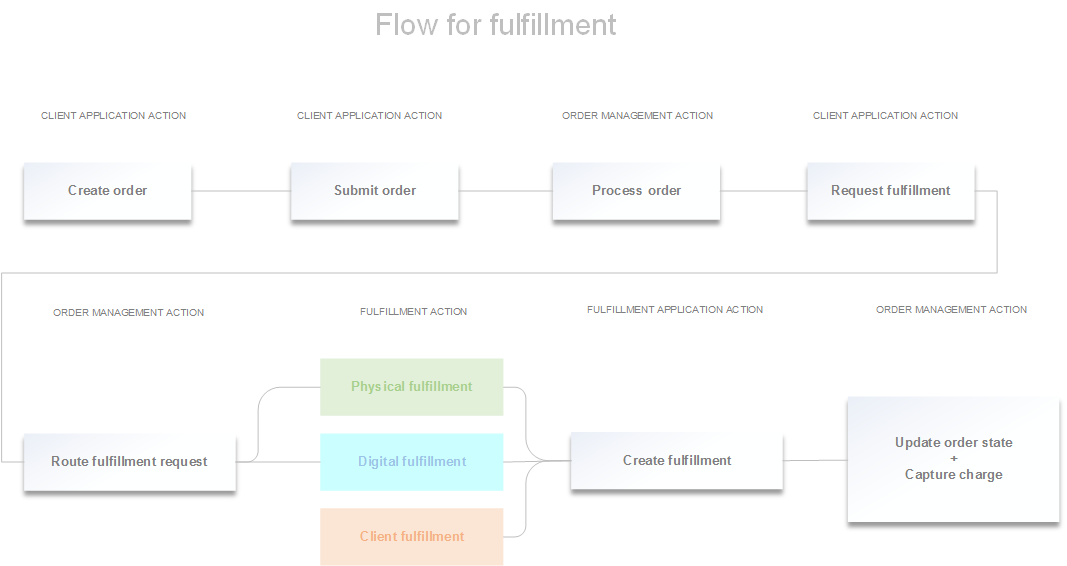 Flow for fulfillment
CLIENT APPLICATION ACTION
CLIENT APPLICATION ACTION
ORDER MANAGEMENT ACTION
CLIENT APPLICATION ACTION
Create order
Submit order
Process order
Request fulfillment
ORDER MANAGEMENT ACTION
FULFILLMENT ACTION
FULFILLMENT APPLICATION ACTION
ORDER MANAGEMENT ACTION
Route fulfillment request
Physical fulfillment
Digital fulfillment
Client fulfillment
Create fulfillment
Update order state
+
Capture charge